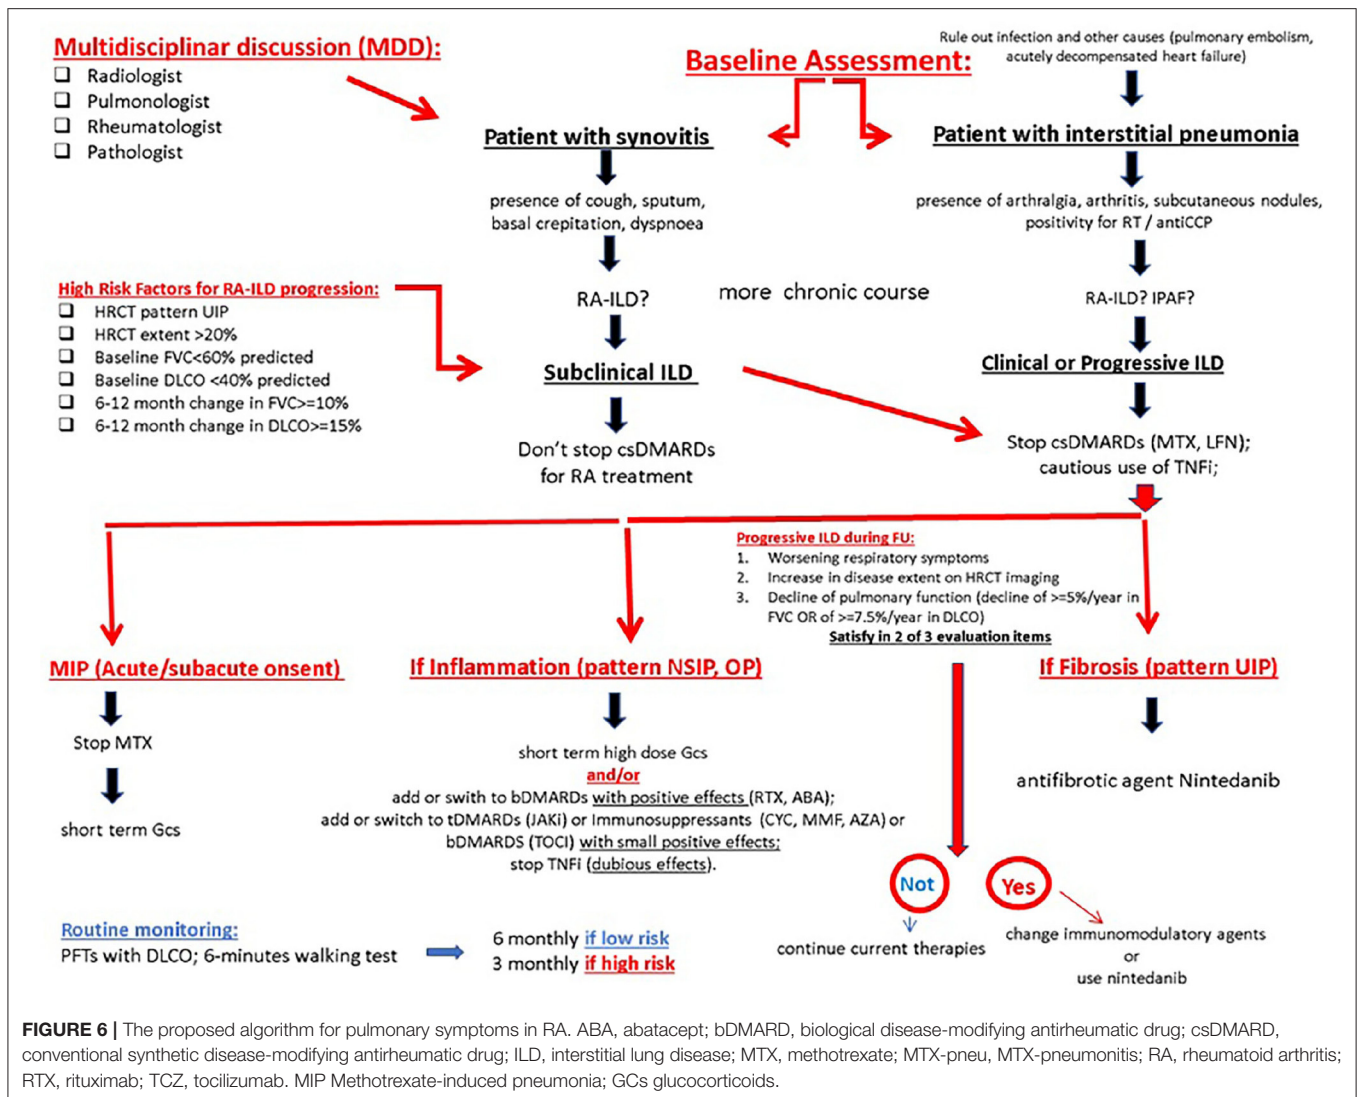 Multidisciplinar discussion (MDD):
❑ Radiologist
❑ Pulmonologist
❑ Rheumatologist
❑ Pathologist
Baseline Assessment:
Rule out infection and other causes (pulmonary embolism,
acutely decompensated heart failure)
Patient with synovitis
presence of cough, sputum,
basal crepitation, dyspnoea
RA-ILD?
Subclinical ILD
Don't stop csDMARDs
for RA treatment
Patient with interstitial pneumonia
presence of arthralgia, arthritis, subcutaneous nodules,
positivity for RT / antiCCP
RA-ILD? IPAF?
Clinical or Progressive ILD
Stop csDMARDs (MTX, LFN);
cautious use of TNFi;
more chronic course
High Risk Factors for RA-ILD progression:
❑ HRCT pattern UIP
❑ HRCT extent >20%
❑ Baseline FVC<60% predicted
❑ Baseline DLCO <40% predicted
❑ 6-12 month change in FVC>=10%
❑ 6-12 month change in DLCO>=15%
Progressive ILD during FU:
1. Worsening respiratory symptoms
2. Increase in disease extent on HRCT imaging
3. Decline of pulmonary function (decline of >=5%/year in
FVC OR of >=7.5%/year in DLCO)
Satisfy in 2 of 3 evaluation items
MIP (Acute/subacute onsent)
Stop MTX
short term Gcs
If Inflammation (pattern NSIP, OP)
short term high dose Gcs
and/or
add or swith to bDMARDs with positive effects (RTX, ABA);
add or switch to tDMARDs (JAKi) or Immunosuppressants (CYC, MMF, AZA) or
bDMARDS (TOCI) with small positive effects;
stop TNFi (dubious effects).
If Fibrosis (pattern UIP)
antifibrotic agent Nintedanib
Not
Yes
continue current therapies
change immunomodulatory agents
or
use nintedanib
Routine monitoring:
PFTs with DLCO; 6-minutes walking test
6 monthly if low risk
3 monthly if high risk
FIGURE 6 | The proposed algorithm for pulmonary symptoms in RA. ABA, abatacept; bDMARD, biological disease-modifying antirheumatic drug; csDMARD,
conventional synthetic disease-modifying antirheumatic drug; ILD, interstitial lung disease; MTX, methotrexate; MTX-pneu, MTX-pneumonitis; RA, rheumatoid arthritis;
RTX, rituximab; TCZ, tocilizumab. MIP Methotrexate-induced pneumonia; GCs glucocorticoids.